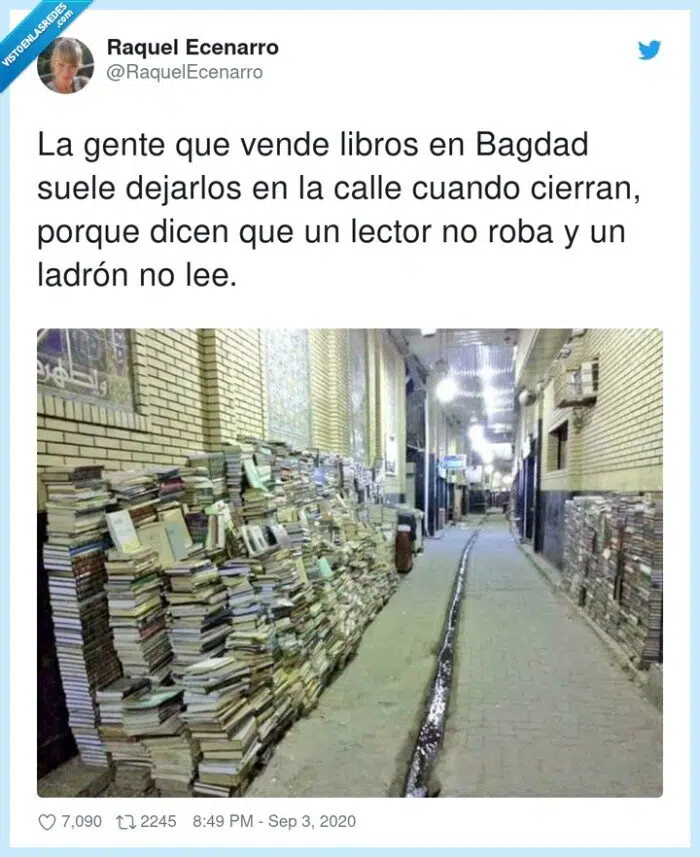 VISTOENLASREDES
.com
Raquel Ecenarro
@RaquelEcenarro
La gente que vende libros en Bagdad
suele dejarlos en la calle cuando cierran,
porque dicen que un lector no roba y un
ladrón no lee.
7,090 2245 8:49 PM - Sep 3, 2020